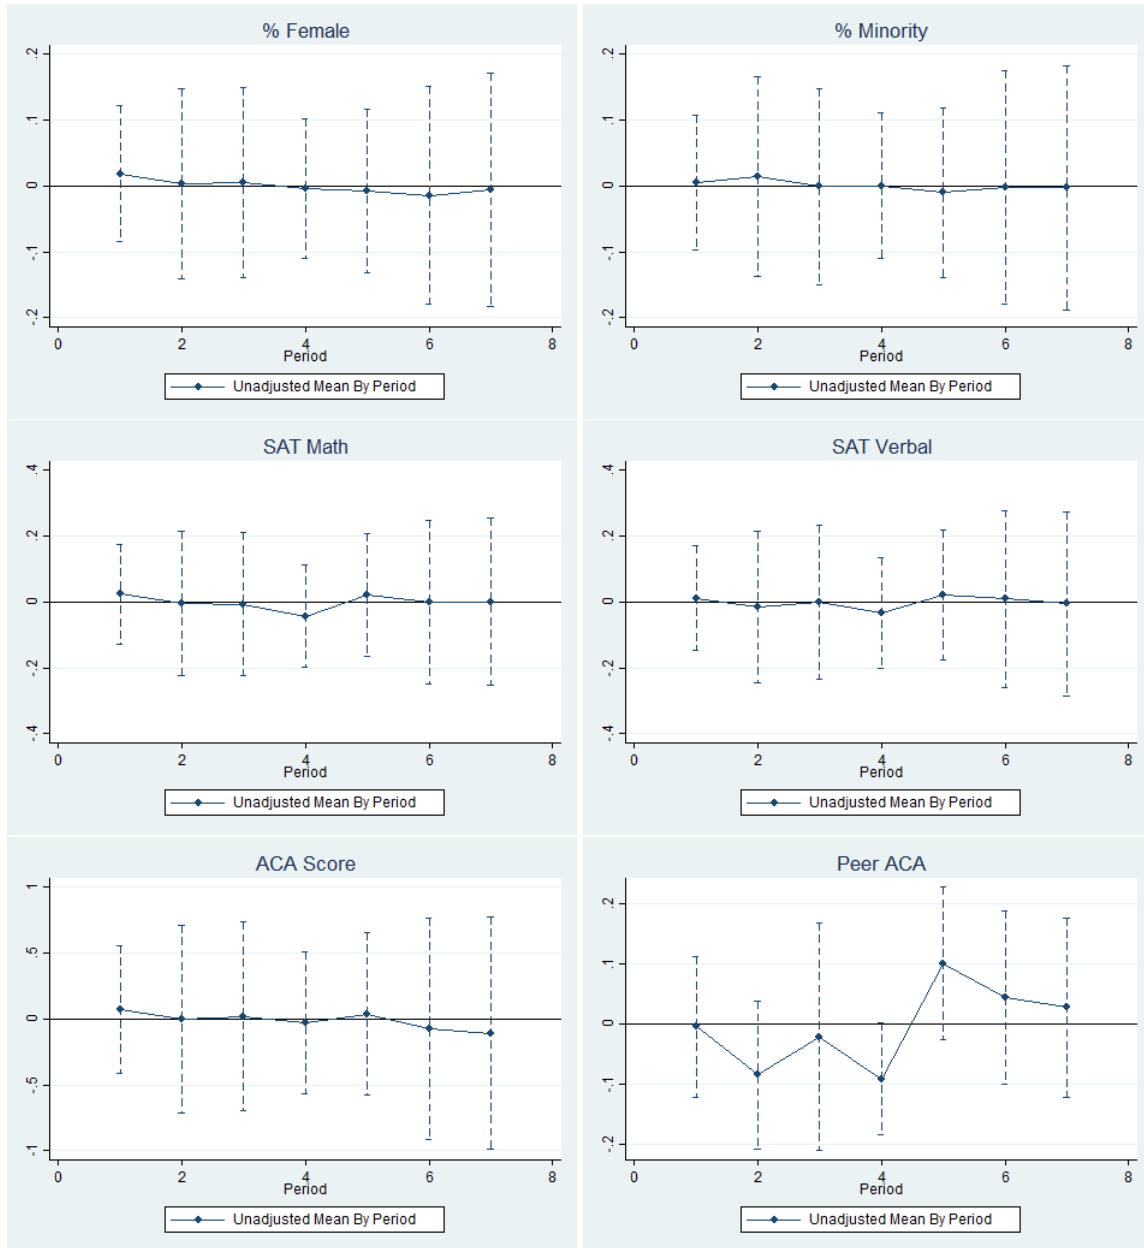 % Female
.2
.1
0
-.1
-.2
0 2 4 6 8
Period
Unadjusted Mean By Period
% Minority
.2
.1
0
-.1
-.2
0 2 4 6 8
Period
Unadjusted Mean By Period
SAT Math
.4
.2
0
-.2
-.4
0 2 4 6 8
Period
Unadjusted Mean By Period
SAT Verbal
.4
.2
0
-.2
-.4
0 2 4 6 8
Period
Unadjusted Mean By Period
ACA Score
1
.5
0
-.5
-1
0 2 4 6 8
Period
Unadjusted Mean By Period
Peer ACA
.2
.1
0
-.1
-.2
0 2 4 6 8
Period
Unadjusted Mean By Period